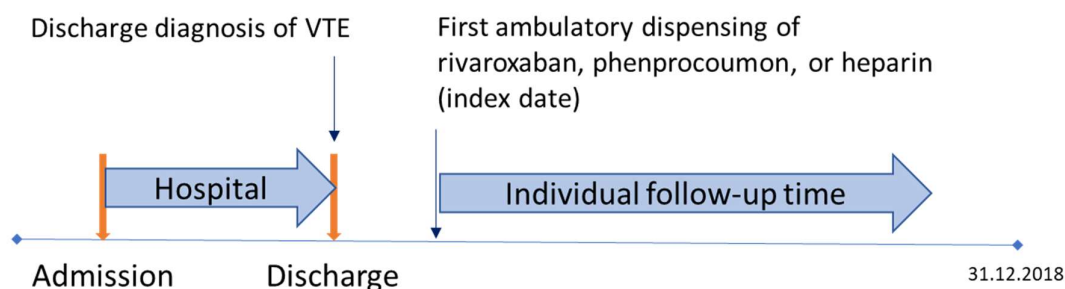 Discharge diagnosis of VTE
First ambulatory dispensing of
rivaroxaban, phenprocoumon, or heparin
(index date)
Hospital
Individual follow-up time
Admission
Discharge
31.12.2018